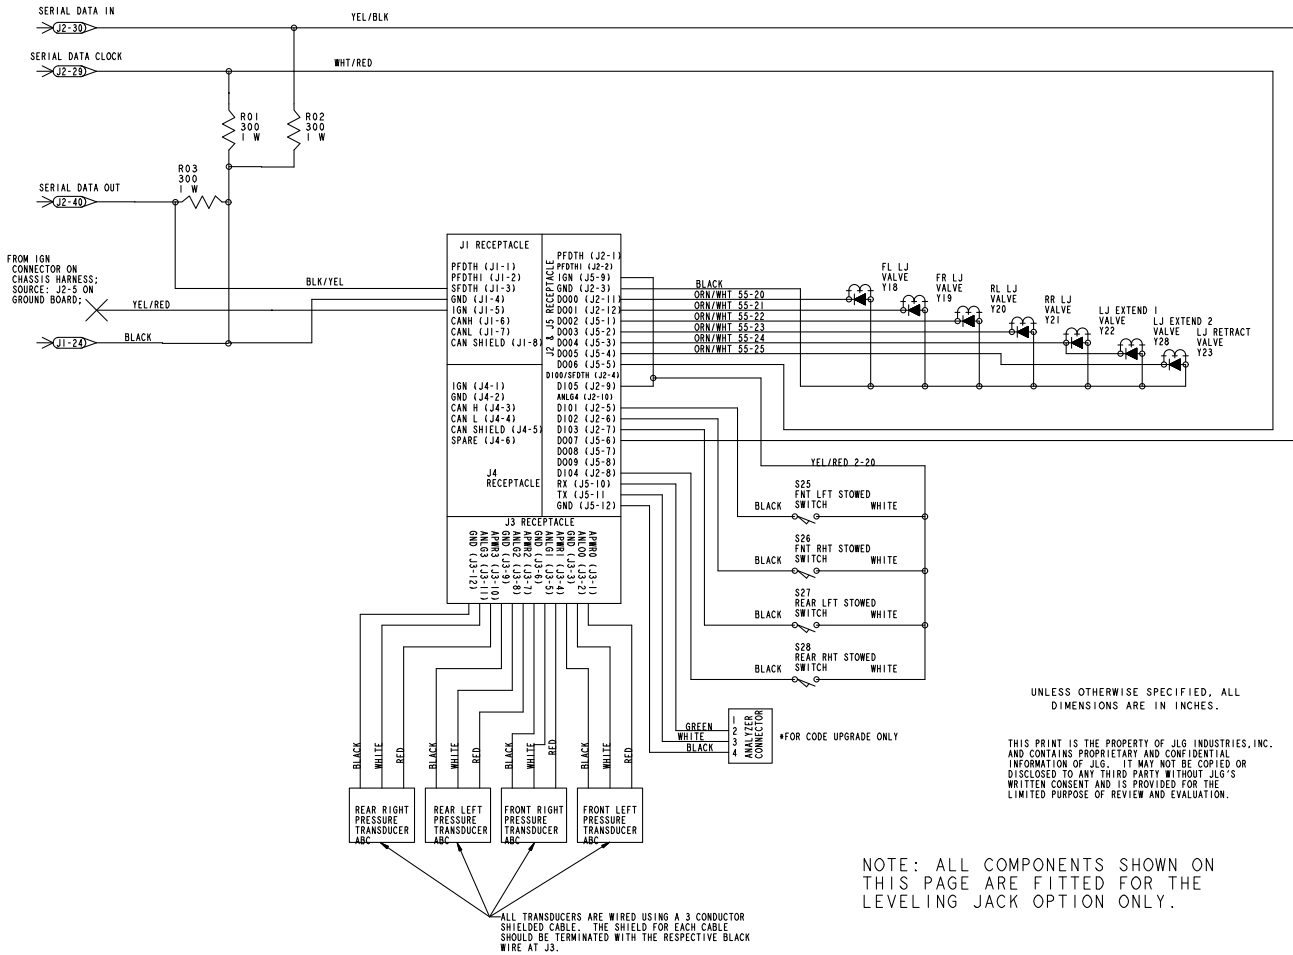 SERIAL DATA IN
J2-30
YEL/BLK
SERIAL DATA CLOCK
J2-29
WHT/RED
R01
300
1 W
R02
300
1 W
R03
300
1 W
SERIAL DATA OUT
J2-40
FROM IGN
CONNECTOR ON
CHASSIS HARNESS;
SOURCE: J2-5 ON
GROUND BOARD;
BLK/YEL
YEL/RED
J1-24
BLACK
J1 RECEPTACLE
PFDTH (J1-1)
PFDTH1 (J1-2)
SFDTH (J1-3)
GND (J1-4)
IGN (J1-5)
CANH (J1-6)
CANL (J1-7)
CAN SHIELD (J1-8)
IGN (J4-1)
GND (J4-2)
CAN H (J4-3)
CAN L (J4-4)
CAN SHIELD (J4-5)
SPARE (J4-6)
J4
RECEPTACLE
J2 & J5 RECEPTACLE
PFDTH (J2-1)
PFDTH1 (J2-2)
IGN (J5-9)
GND (J2-3)
DO00 (J2-11)
DO01 (J2-12)
DO02 (J5-1)
DO03 (J5-2)
DO04 (J5-3)
DO05 (J5-4)
DO06 (J5-5)
DI00/SFDTH (J2-4)
DI05 (J2-9)
ANLG4 (J2-10)
DI01 (J2-5)
DI02 (J2-6)
DI03 (J2-7)
DO07 (J5-6)
DO08 (J5-7)
DO09 (J5-8)
DI04 (J2-8)
RX (J5-10)
TX (J5-11
GND (J5-12)
J3 RECEPTACLE
GND (J3-12)
ANLG3 (J3-11)
APWR3 (J3-10)
GND (J3-9)
ANLG2 (J3-8)
APWR2 (J3-7)
GND (J3-6)
ANLG1 (J3-5)
APWR1 (J3-4)
GND (J3-3)
ANLO0 (J3-2)
APWR0 (J3-1)
BLACK
ORN/WHT 55-20
ORN/WHT 55-21
ORN/WHT 55-22
ORN/WHT 55-23
ORN/WHT 55-24
ORN/WHT 55-25
FL LJ
VALVE
Y18
FR LJ
VALVE
Y19
RL LJ
VALVE
Y20
RR LJ
VALVE
Y21
LJ EXTEND 1
VALVE
Y22
LJ EXTEND 2
VALVE
Y28
LJ RETRACT
VALVE
Y23
YEL/RED 2-20
S25
FNT LFT STOWED
BLACK SWITCH WHITE
S26
FNT RHT STOWED
BLACK SWITCH WHITE
S27
REAR LFT STOWED
BLACK SWITCH WHITE
S28
REAR RHT STOWED
BLACK SWITCH WHITE
GREEN
WHITE
BLACK
1
2
3
4
ANALYZER
CONNECTOR
*FOR CODE UPGRADE ONLY
BLACK
WHITE
RED
BLACK
WHITE
RED
BLACK
WHITE
RED
BLACK
WHITE
RED
REAR RIGHT
PRESSURE
TRANSDUCER
ABC
REAR LEFT
PRESSURE
TRANSDUCER
ABC
FRONT RIGHT
PRESSURE
TRANSDUCER
ABC
FRONT LEFT
PRESSURE
TRANSDUCER
ABC
ALL TRANSDUCERS ARE WIRED USING A 3 CONDUCTOR
SHIELDED CABLE. THE SHIELD FOR EACH CABLE
SHOULD BE TERMINATED WITH THE RESPECTIVE BLACK
WIRE AT J3.
UNLESS OTHERWISE SPECIFIED, ALL
DIMENSIONS ARE IN INCHES.
THIS PRINT IS THE PROPERTY OF JLG INDUSTRIES,INC.
AND CONTAINS PROPRIETARY AND CONFIDENTIAL
INFORMATION OF JLG. IT MAY NOT BE COPIED OR
DISCLOSED TO ANY THIRD PARTY WITHOUT JLG'S
WRITTEN CONSENT AND IS PROVIDED FOR THE
LIMITED PURPOSE OF REVIEW AND EVALUATION.
NOTE: ALL COMPONENTS SHOWN ON
THIS PAGE ARE FITTED FOR THE
LEVELING JACK OPTION ONLY.